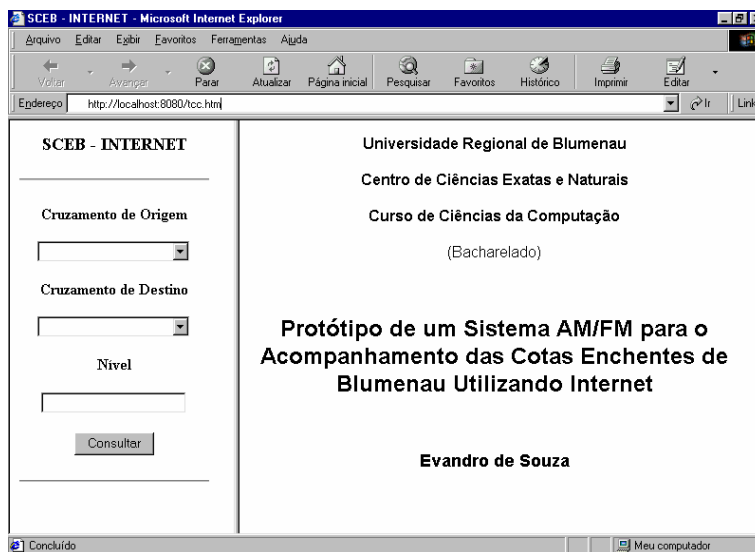 SCEB - INTERNET - Microsoft Internet Explorer
Arquivo Editar Exibir Favoritos Ferramentas Ajuda
Voltar Avançar Parar Atualizar Página inicial Pesquisar Favoritos Histórico Imprimir Editar
Endereço http://localhost:8080/tcc.htm Ir Link
SCEB - INTERNET
Cruzamento de Origem
Cruzamento de Destino
Nível
Consultar
Universidade Regional de Blumenau
Centro de Ciências Exatas e Naturais
Curso de Ciências da Computação
(Bacharelado)
Protótipo de um Sistema AM/FM para o
Acompanhamento das Cotas Enchentes de
Blumenau Utilizando Internet
Evandro de Souza
Concluído Meu computador